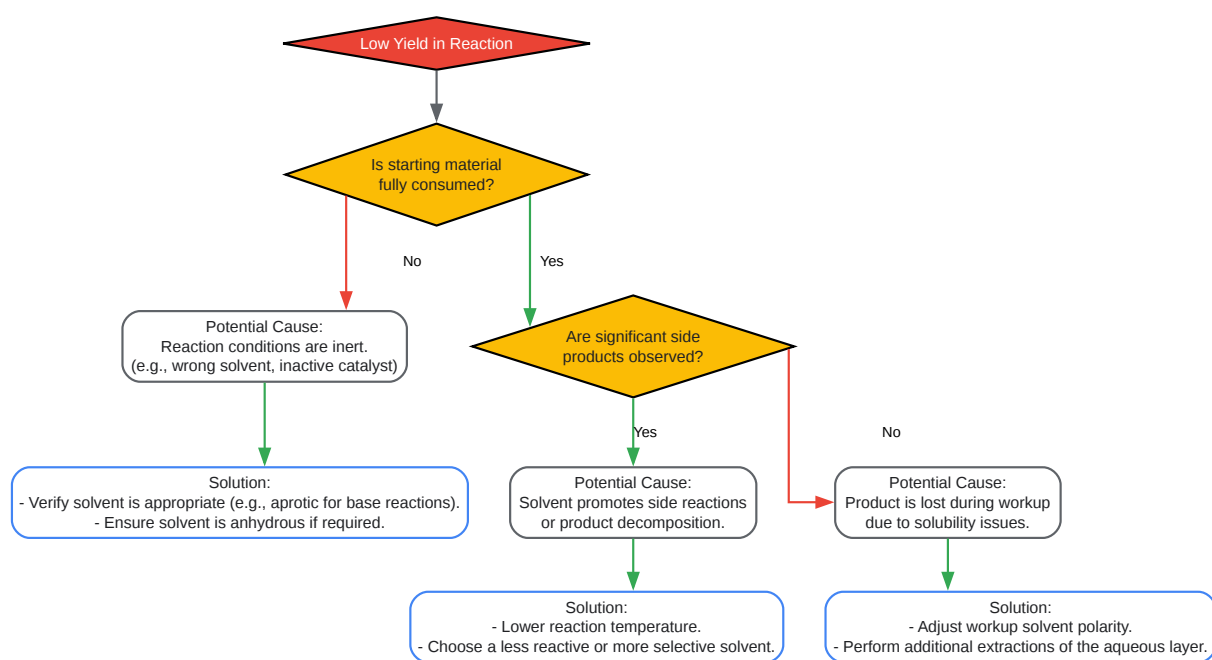 Low Yield in Reaction
Is starting material
fully consumed?
No
Yes
Potential Cause:
Reaction conditions are inert.
(e.g., wrong solvent, inactive catalyst)
Are significant side
products observed?
Yes
No
Solution:
- Verify solvent is appropriate (e.g., aprotic for base reactions).
- Ensure solvent is anhydrous if required.
Potential Cause:
Solvent promotes side reactions
or product decomposition.
Potential Cause:
Product is lost during workup
due to solubility issues.
Solution:
- Lower reaction temperature.
- Choose a less reactive or more selective solvent.
Solution:
- Adjust workup solvent polarity.
- Perform additional extractions of the aqueous layer.